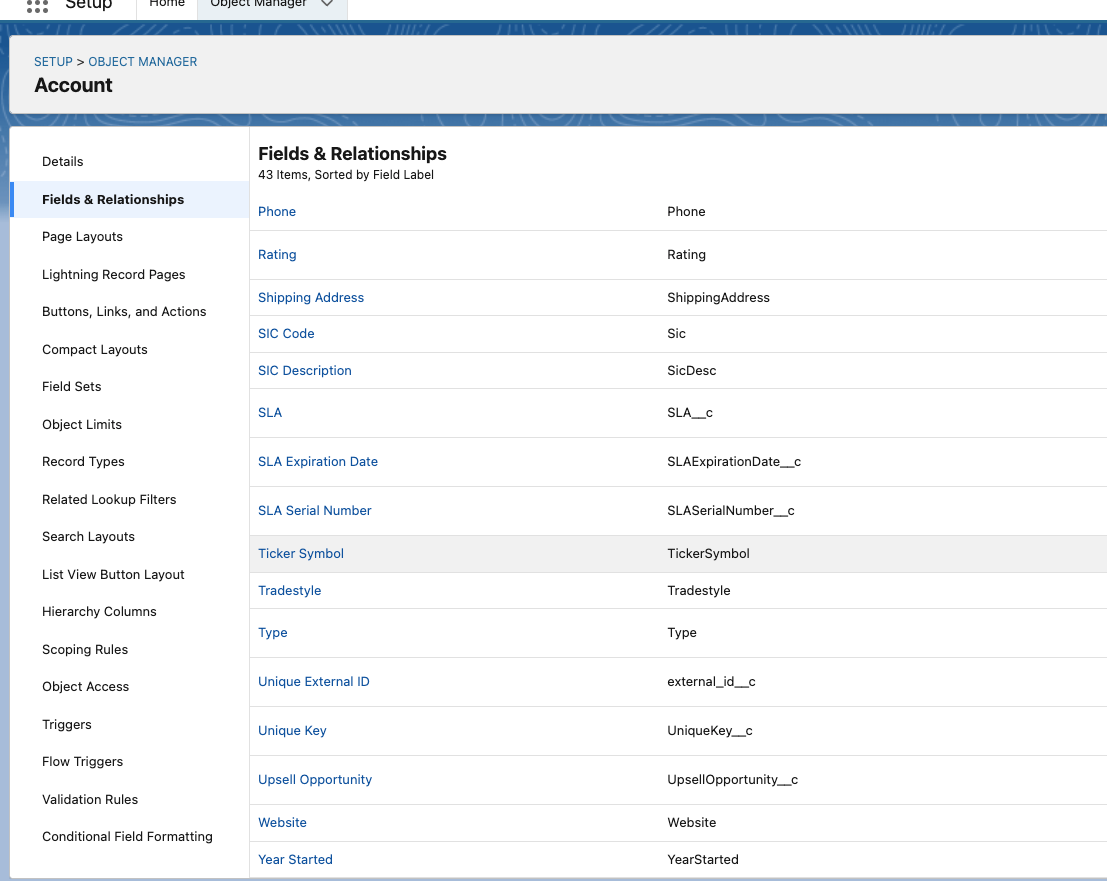 Setup Home Object Manager
SETUP > OBJECT MANAGER
Account
Details
Fields & Relationships
Page Layouts
Lightning Record Pages
Buttons, Links, and Actions
Compact Layouts
Field Sets
Object Limits
Record Types
Related Lookup Filters
Search Layouts
List View Button Layout
Hierarchy Columns
Scoping Rules
Object Access
Triggers
Flow Triggers
Validation Rules
Conditional Field Formatting
Fields & Relationships
43 Items, Sorted by Field Label
Phone Phone
Rating Rating
Shipping Address ShippingAddress
SIC Code Sic
SIC Description SicDesc
SLA SLA__c
SLA Expiration Date SLAExpirationDate__c
SLA Serial Number SLASerialNumber__c
Ticker Symbol TickerSymbol
Tradestyle Tradestyle
Type Type
Unique External ID external_id__c
Unique Key UniqueKey__c
Upsell Opportunity UpsellOpportunity__c
Website Website
Year Started YearStarted